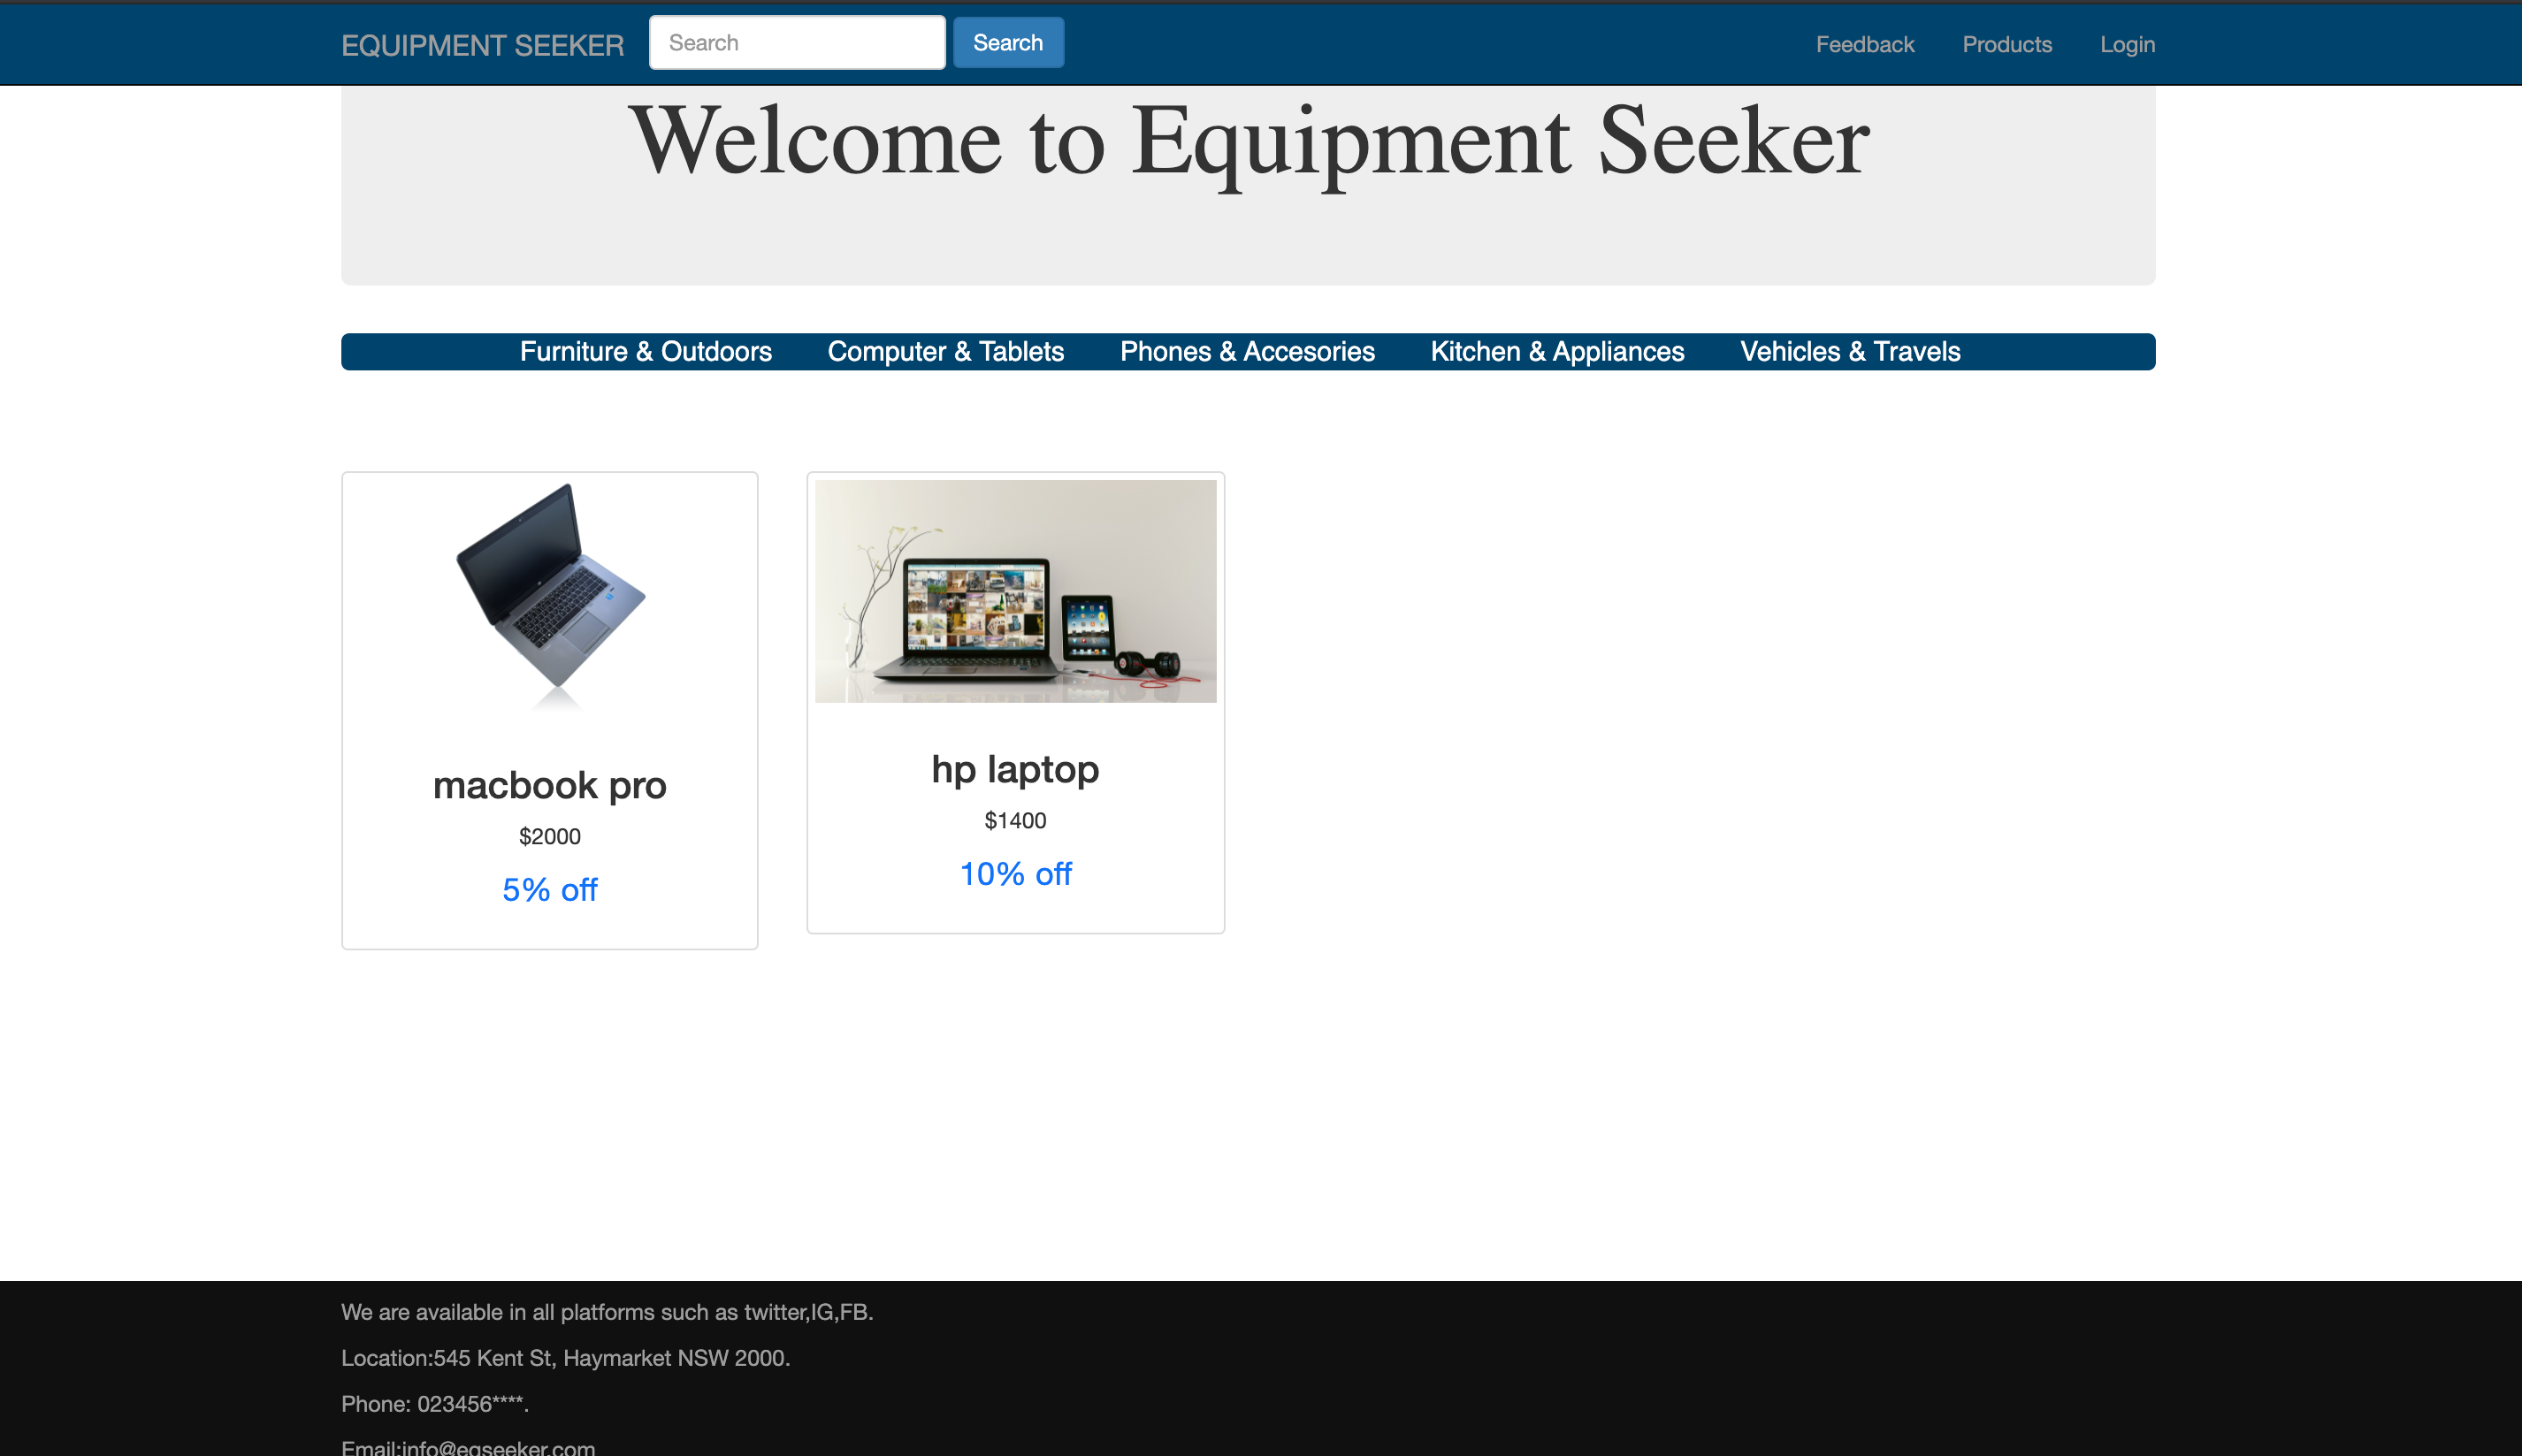 EQUIPMENT SEEKER Search Search Feedback Products Login
Welcome to Equipment Seeker
Furniture & Outdoors Computer & Tablets Phones & Accesories Kitchen & Appliances Vehicles & Travels
macbook pro
$2000
5% off
hp laptop
$1400
10% off
We are available in all platforms such as twitter,IG,FB.
Location:545 Kent St, Haymarket NSW 2000.
Phone: 023456****.
Email:info@eqseeker.com